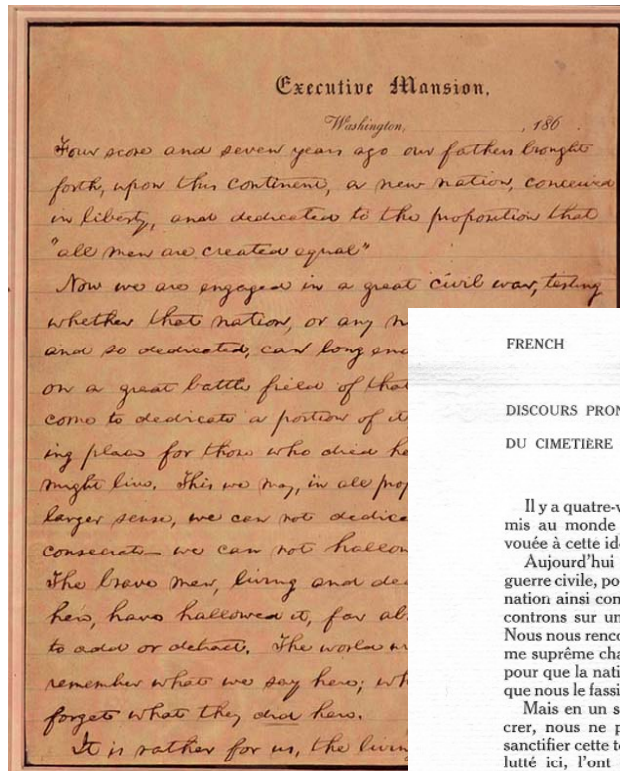 Executive Mansion,
Washington, , 186
Four score and seven years ago our fathers brought
forth, upon this continent, a new nation, conceived
in liberty, and dedicated to the proposition that
"all men are created equal"
Now we are engaged in a great civil war, testing
whether that nation, or any n
and so dedicated, can long end
on a great battle field of that
come to dedicate a portion of it
ing place for those who died he
might live. This we may, in all prop
larger sense, we can not dedica
consecrate — we can not hallow
The brave men, living and dea
here, have hallowed it, far ab
to add or detract. The world w
remember what we say here; wh
forget what they did here.
It is rather for us, the livin
FRENCH
DISCOURS PRON
DU CIMETIÈRE
Il y a quatre-v
mis au monde
vouée à cette id
Aujourd'hui
guerre civile, po
nation ainsi con
controns sur un
Nous nous renco
me suprême cha
pour que la nati
que nous le fassi
Mais en un s
crer, nous ne p
sanctifier cette t
lutté ici, l'ont